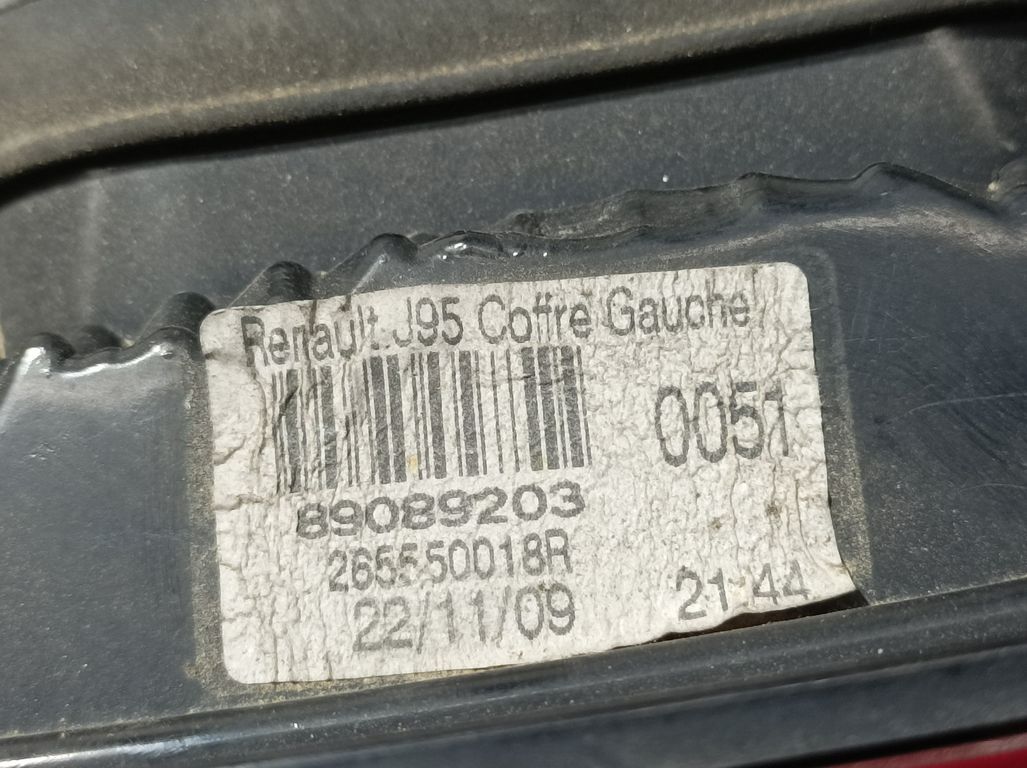 Renault J95 Coffre Gauche
0051
89089203
265550018R
22/11/09 21:44